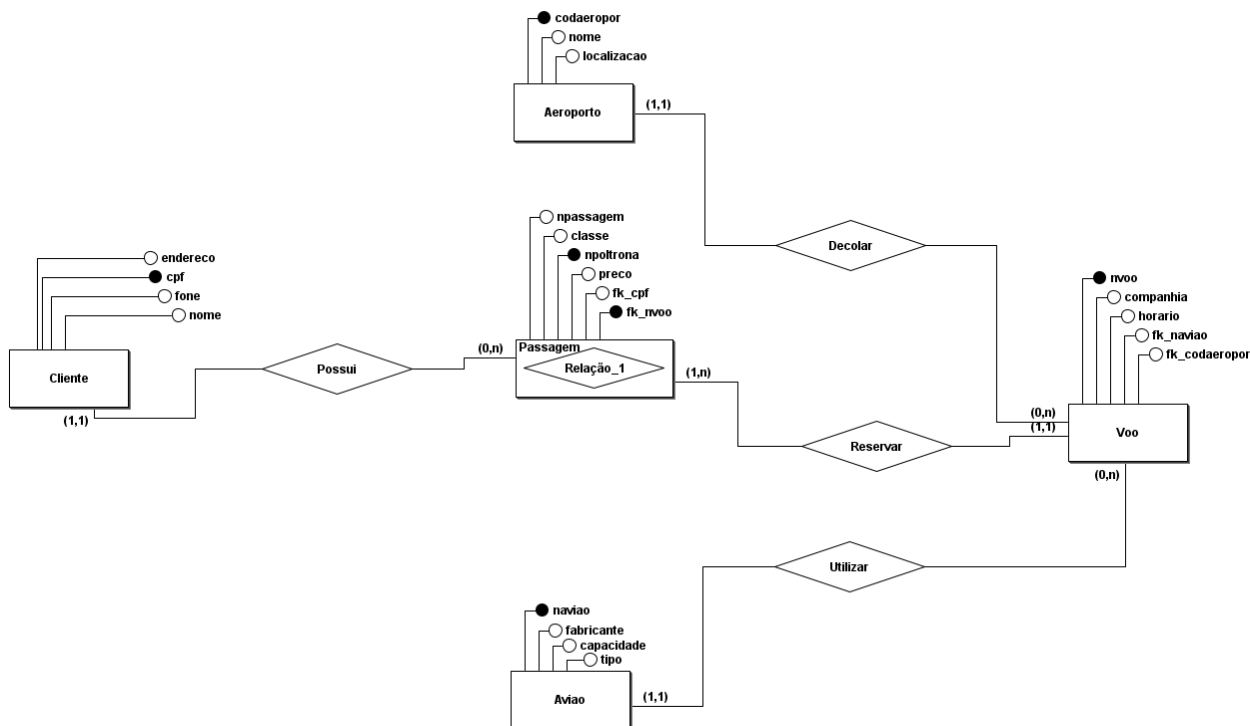 codaeropor
nome
localizacao
Aeroporto
(1,1)
npassagem
classe
npoltrona
preco
fk_cpf
fk_nvoo
Decolar
endereco
cpf
fone
nome
nvoo
companhia
horario
fk_naviao
fk_codaeropor
Cliente
(1,1)
Possui
(0,n)
Passagem
Relação_1
(1,n)
Reservar
(0,n)
(1,1)
Voo
(0,n)
Utilizar
naviao
fabricante
capacidade
tipo
Aviao
(1,1)